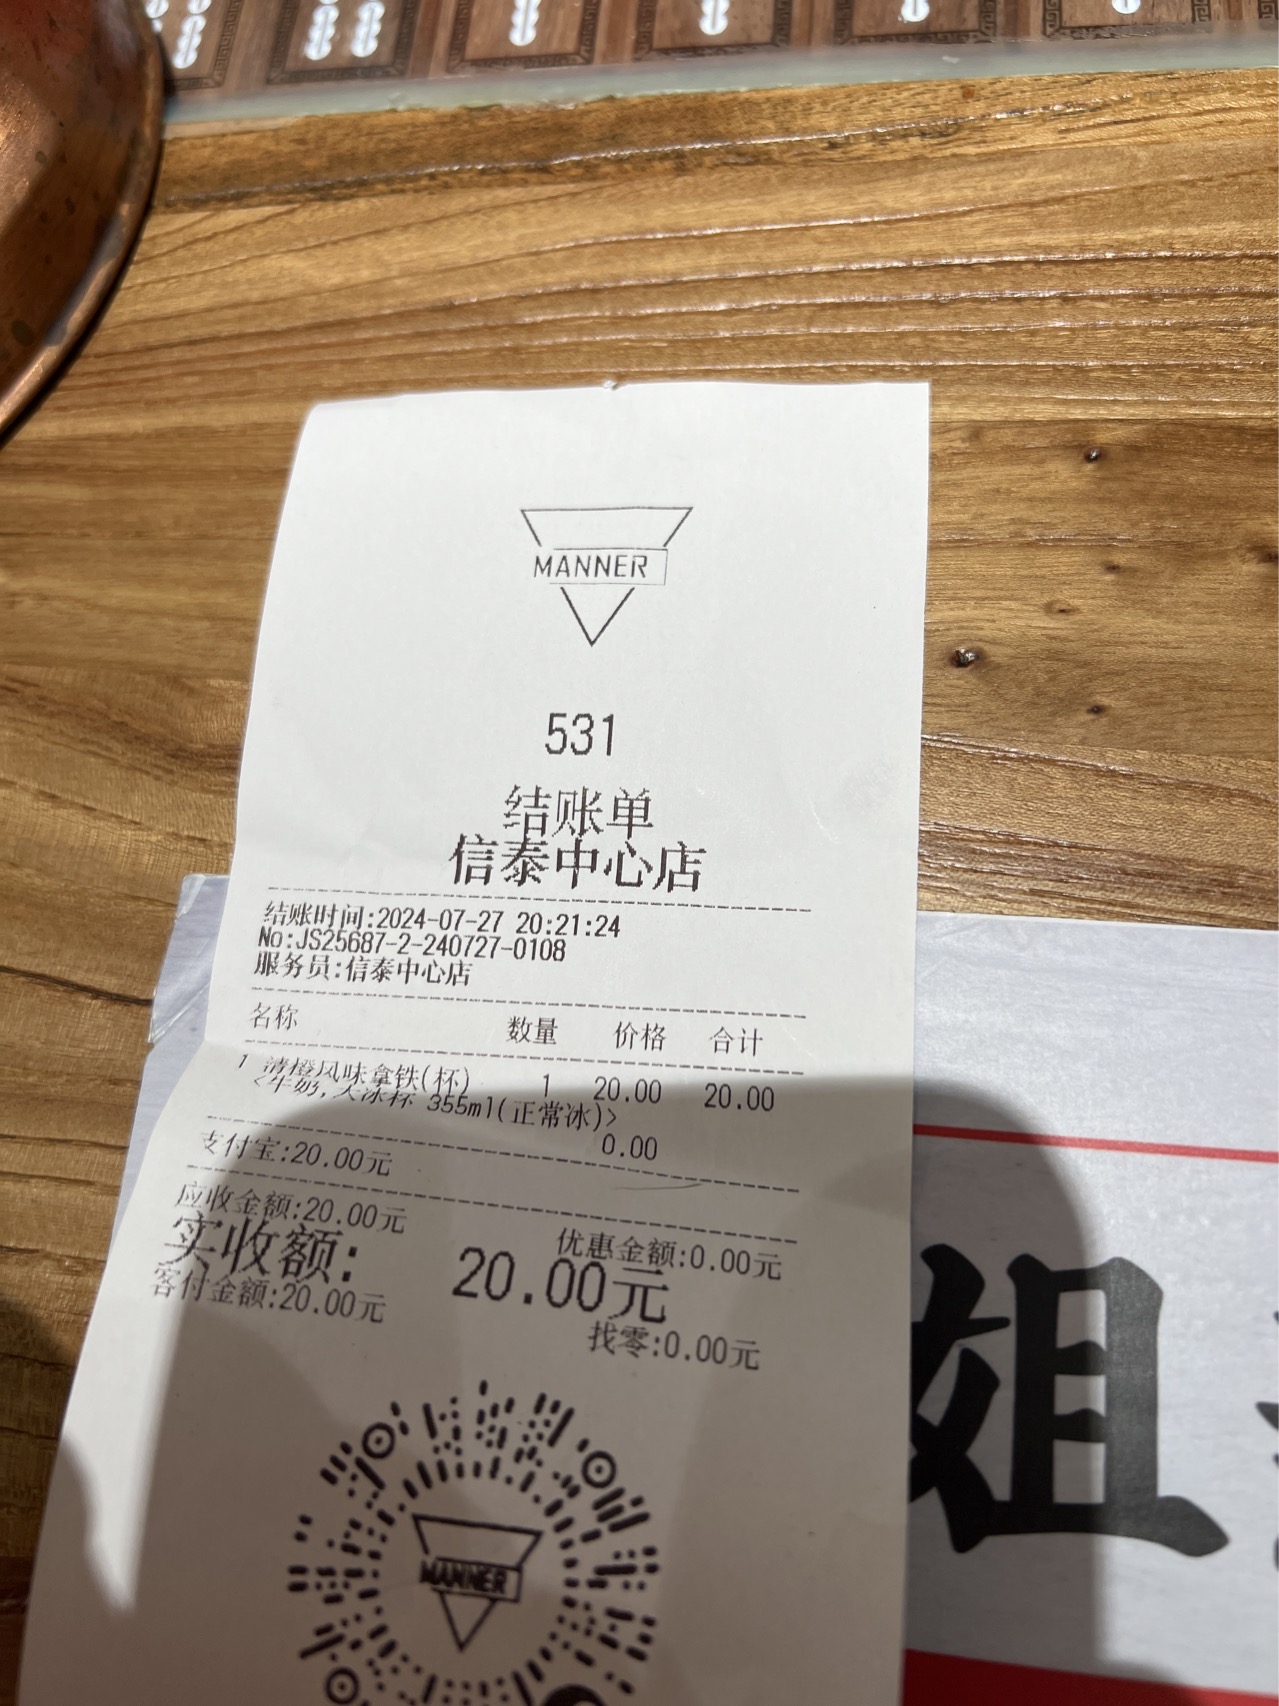 MANNER
531
结账单
信泰中心店
结账时间:2024-07-27 20:21:24
No:JS25687-2-240727-0108
服务员:信泰中心店
名称 数量 价格 合计
1 清橙风味拿铁(杯) 1 20.00 20.00
<牛奶,大冰杯 355ml(正常冰)>
0.00
支付宝:20.00元
应收金额:20.00元 优惠金额:0.00元
实收额: 20.00元
客付金额:20.00元 找零:0.00元
MANNER
姐